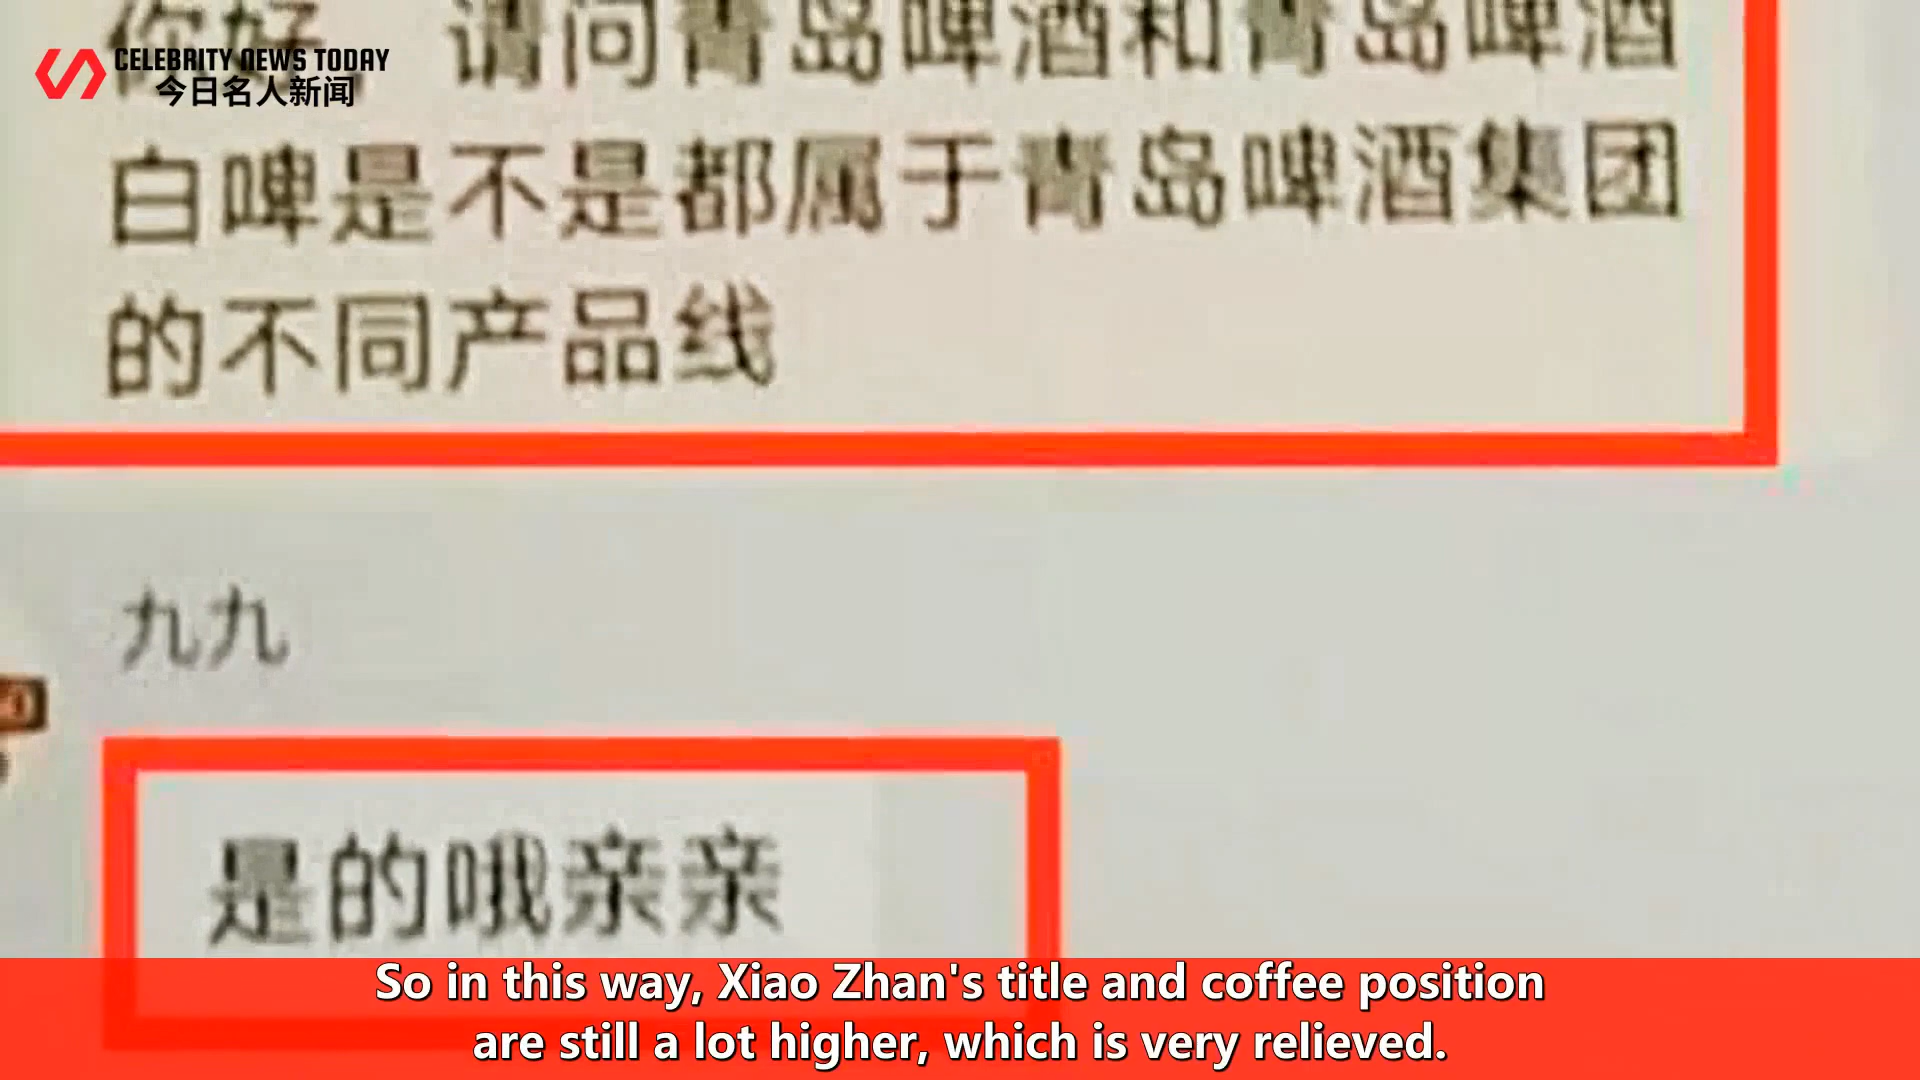 你好，请问青岛啤酒和青岛啤酒
CELEBRITY NEWS TODAY
今日名人新闻
白啤是不是都属于青岛啤酒集团
的不同产品线
九九
是的哦亲亲
So in this way, Xiao Zhan's title and coffee position
are still a lot higher, which is very relieved.